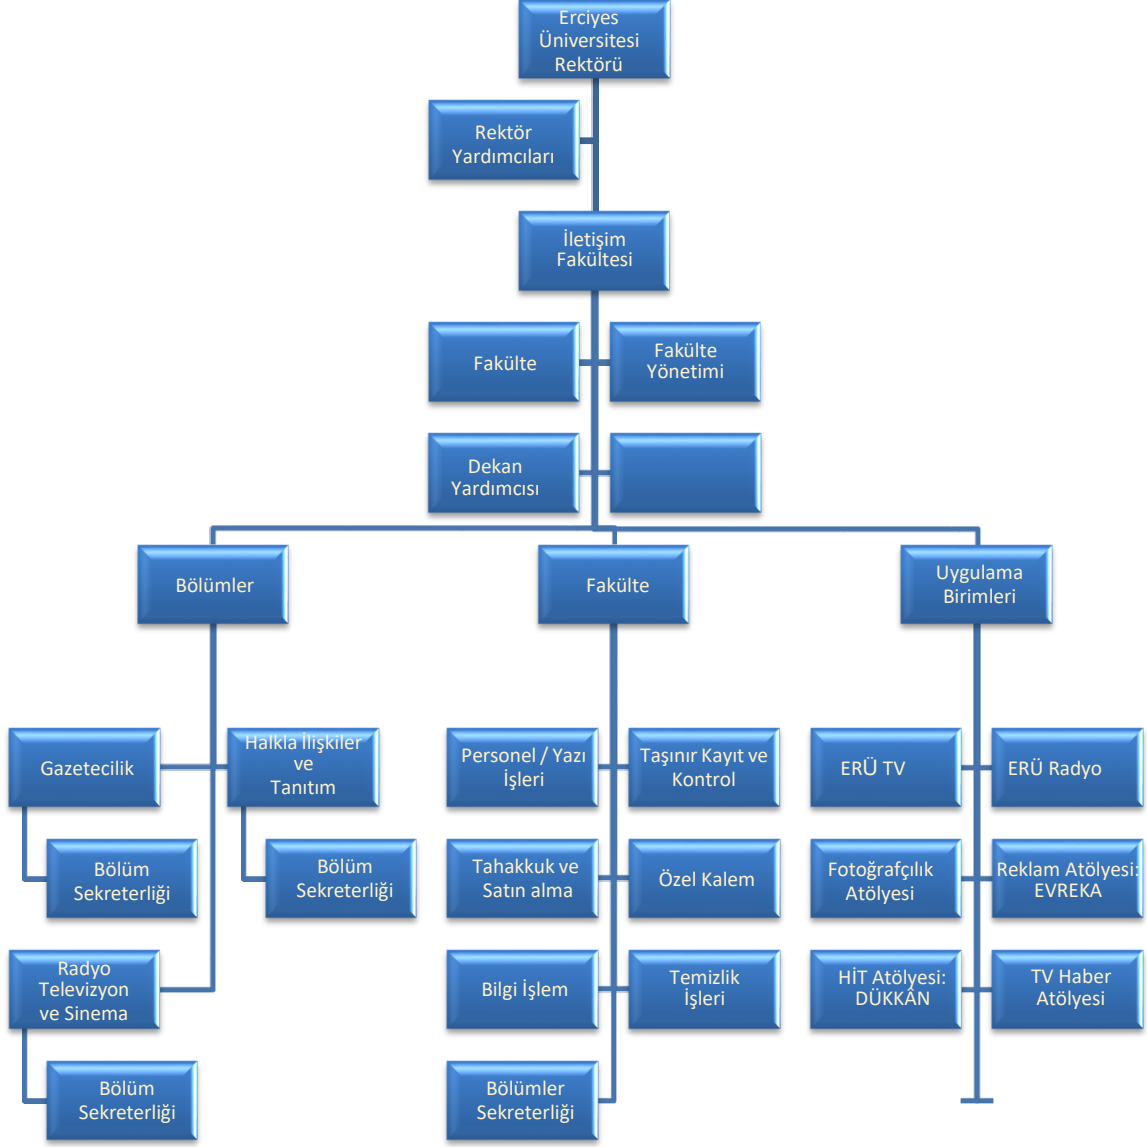 Erciyes
Üniversitesi
Rektörü
Rektör
Yardımcıları
İletişim
Fakültesi
Fakülte
Fakülte
Yönetimi
Dekan
Yardımcısı
Bölümler
Fakülte
Uygulama
Birimleri
Gazetecilik
Halkla İlişkiler
ve
Tanıtım
Personel / Yazı
İşleri
Taşınır Kayıt ve
Kontrol
ERÜ TV
ERÜ Radyo
Bölüm
Sekreterliği
Bölüm
Sekreterliği
Tahakkuk ve
Satın alma
Özel Kalem
Fotoğrafçılık
Atölyesi
Reklam Atölyesi:
EVREKA
Radyo
Televizyon
ve Sinema
Bilgi İşlem
Temizlik
İşleri
HİT Atölyesi:
DÜKKÂN
TV Haber
Atölyesi
Bölüm
Sekreterliği
Bölümler
Sekreterliği